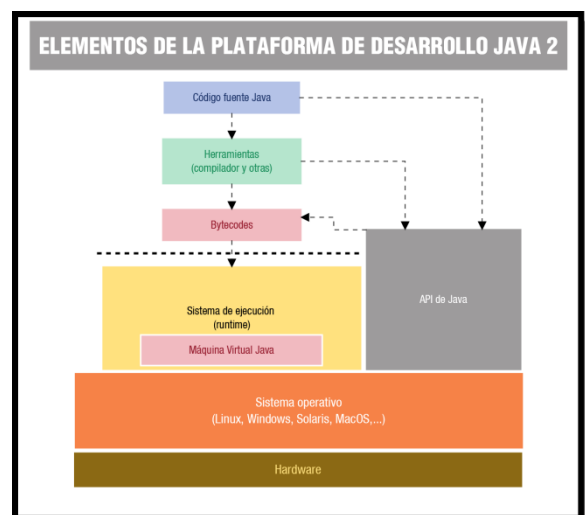 ELEMENTOS DE LA PLATAFORMA DE DESARROLLO JAVA 2
Código fuente Java
Herramientas
(compilador y otras)
Bytecodes
API de Java
Sistema de ejecución
(runtime)
Máquina Virtual Java
Sistema operativo
(Linux, Windows, Solaris, MacOS,...)
Hardware